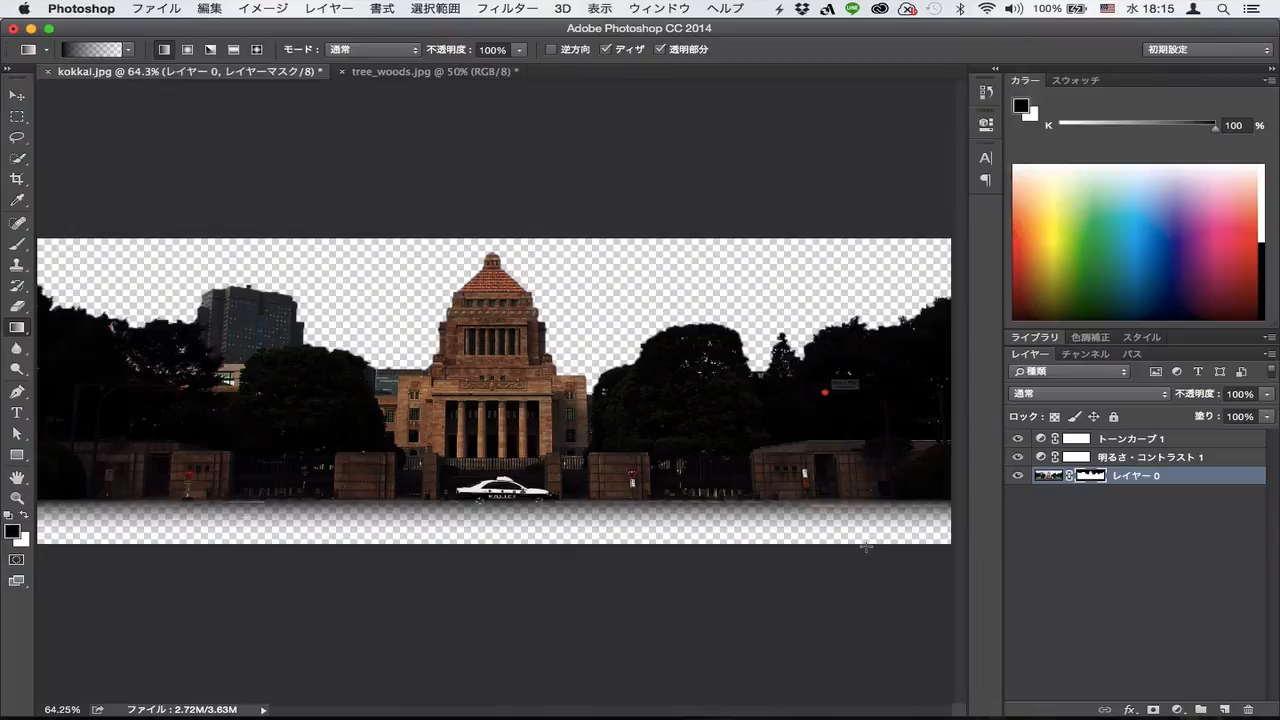 Photoshop ファイル 編集 イメージ レイヤー 書式 選択範囲 フィルター 3D 表示 ウィンドウ ヘルプ 100% 水 18:15
Adobe Photoshop CC 2014
モード： 通常 不透明度： 100% 逆方向 ディザ 透明部分 初期設定
kokkai.jpg @ 64.3% (レイヤー 0, レイヤーマスク/8) * tree_woods.jpg @ 50% (RGB/8) *
カラー スウォッチ
K 100 %
ライブラリ 色調補正 スタイル
レイヤー チャンネル パス
種類
通常 不透明度： 100%
ロック： 塗り： 100%
トーンカーブ 1
明るさ・コントラスト 1
レイヤー 0
POLICE
64.25% ファイル : 2.72M/3.63M